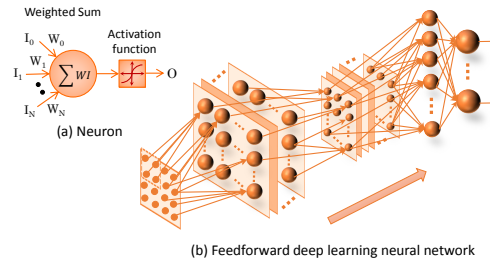 Weighted Sum
Activation
function
I0 W0
I1 W1
∑ WI
O
IN WN
(a) Neuron
(b) Feedforward deep learning neural network